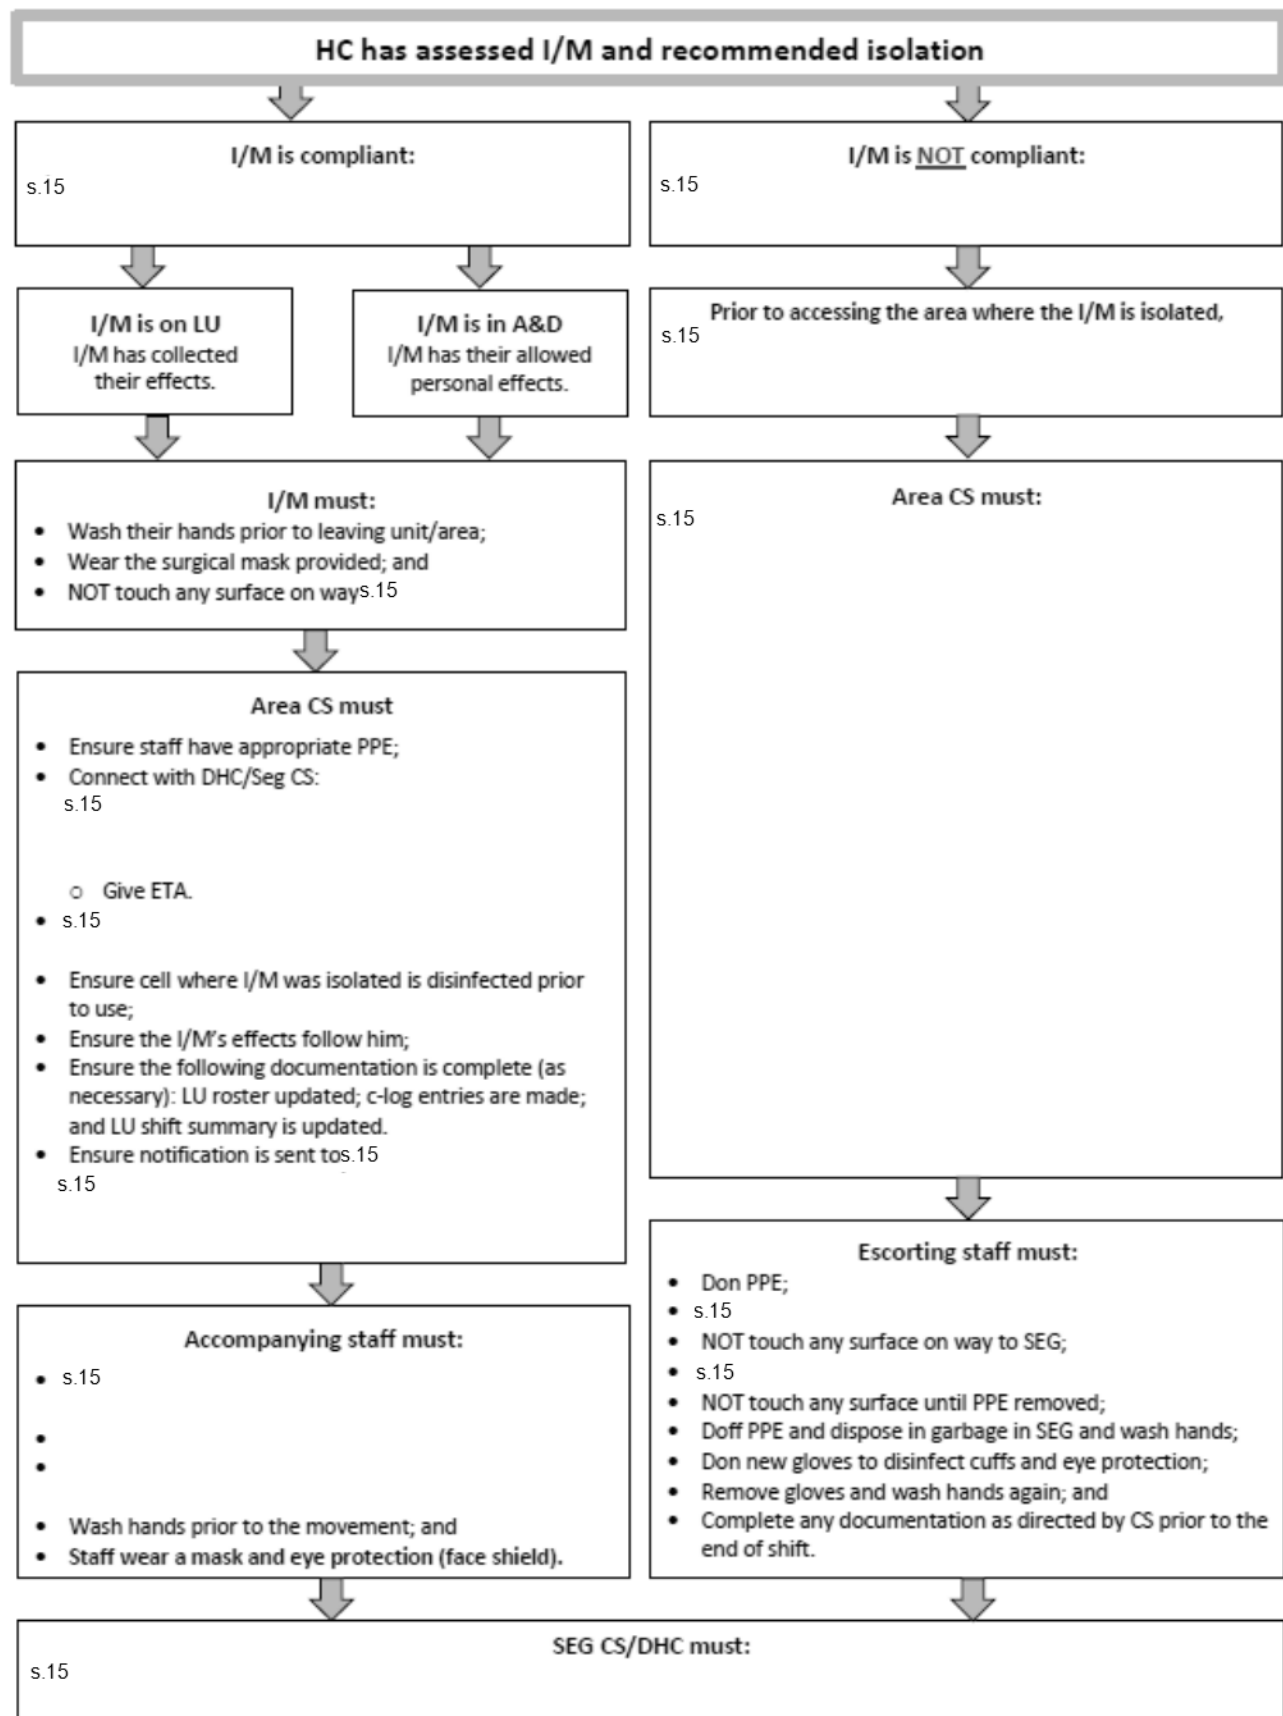 HC has assessed I/M and recommended isolation
I/M is compliant:
s.15
I/M is NOT compliant:
s.15
I/M is on LU
I/M has collected
their effects.
I/M is in A&D
I/M has their allowed
personal effects.
Prior to accessing the area where the I/M is isolated,
s.15
I/M must:
• Wash their hands prior to leaving unit/area;
• Wear the surgical mask provided; and
• NOT touch any surface on way s.15
Area CS must:
s.15
Area CS must
• Ensure staff have appropriate PPE;
• Connect with DHC/Seg CS:
s.15
o Give ETA.
• s.15
• Ensure cell where I/M was isolated is disinfected prior
to use;
• Ensure the I/M's effects follow him;
• Ensure the following documentation is complete (as
necessary): LU roster updated; c-log entries are made;
and LU shift summary is updated.
• Ensure notification is sent to s.15
s.15
Accompanying staff must:
• s.15
•
•
• Wash hands prior to the movement; and
• Staff wear a mask and eye protection (face shield).
Escorting staff must:
• Don PPE;
• s.15
• NOT touch any surface on way to SEG;
• s.15
• NOT touch any surface until PPE removed;
• Doff PPE and dispose in garbage in SEG and wash hands;
• Don new gloves to disinfect cuffs and eye protection;
• Remove gloves and wash hands again; and
• Complete any documentation as directed by CS prior to the
end of shift.
SEG CS/DHC must:
s.15